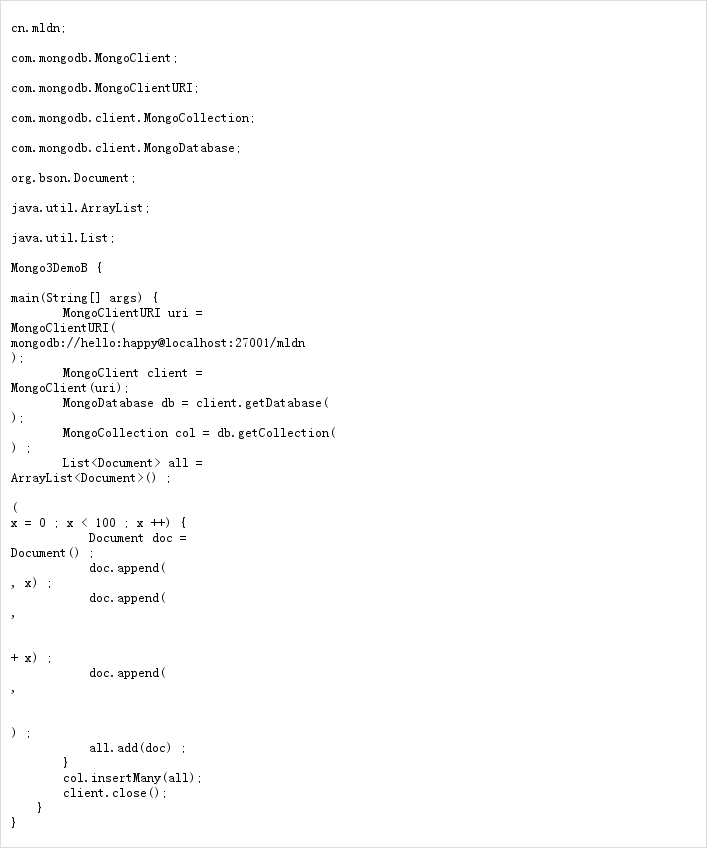 cn.mldn;
com.mongodb.MongoClient;
com.mongodb.MongoClientURI;
com.mongodb.client.MongoCollection;
com.mongodb.client.MongoDatabase;
org.bson.Document;
java.util.ArrayList;
java.util.List;
Mongo3DemoB {
main(String[] args) {
MongoClientURI uri =
MongoClientURI(
mongodb://hello:happy@localhost:27001/mldn
);
MongoClient client =
MongoClient(uri);
MongoDatabase db = client.getDatabase(
);
MongoCollection col = db.getCollection(
) ;
List<Document> all =
ArrayList<Document>() ;
(
x = 0 ; x < 100 ; x ++) {
Document doc =
Document() ;
doc.append(
, x) ;
doc.append(
,
+ x) ;
doc.append(
,
) ;
all.add(doc) ;
}
col.insertMany(all);
client.close();
}
}